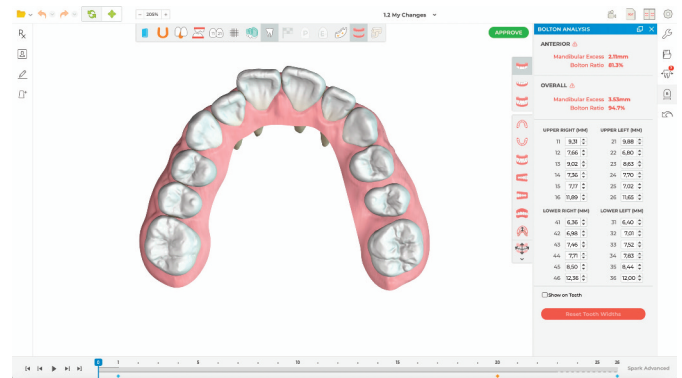 205%
1.2 My Changes
APPROVE
BOLTON ANALYSIS
ANTERIOR
Mandibular Excess 2.11mm
Bolton Ratio 81.3%
OVERALL
Mandibular Excess 3.53mm
Bolton Ratio 94.7%
UPPER RIGHT (MM) UPPER LEFT (MM)
11 9,31 21 9,88
12 7,66 22 6,80
13 9,02 23 8,63
14 7,36 24 7,70
15 7,17 25 7,02
16 11,89 26 11,65
LOWER RIGHT (MM) LOWER LEFT (MM)
41 6,36 31 6,40
42 6,98 32 7,01
43 7,46 33 7,52
44 7,71 34 7,83
45 8,50 35 8,44
46 12,36 36 12,00
Show on Teeth
Reset Tooth Widths
0 1 5 10 15 20 25 26
Spark Advanced